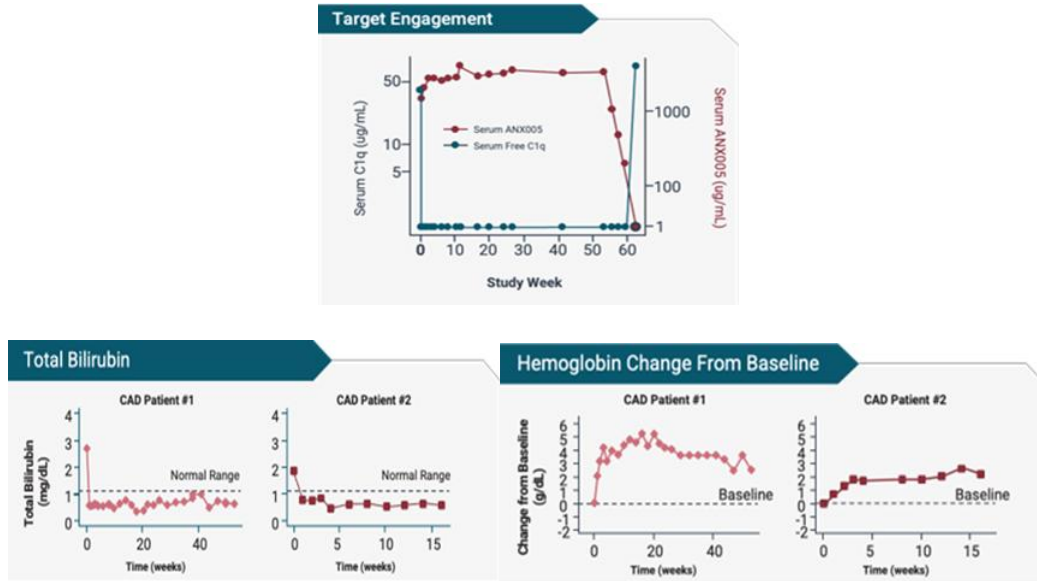 Target Engagement
Serum C1q (ug/mL)
50
10
5
Serum ANX005
Serum Free C1q
1000
100
1
Serum ANX005 (ug/mL)
0 10 20 30 40 50 60
Study Week
Total Bilirubin
CAD Patient #1
Total Bilirubin
(mg/dL)
4
3
2
1
0
Normal Range
0 20 40
Time (weeks)
CAD Patient #2
4
3
2
1
0
Normal Range
0 5 10 15
Time (weeks)
Hemoglobin Change From Baseline
CAD Patient #1
Change from Baseline
(g/dL)
6
5
4
3
2
1
0
-1
-2
Baseline
0 20 40
Time (weeks)
CAD Patient #2
6
5
4
3
2
1
0
-1
-2
Baseline
0 5 10 15
Time (weeks)